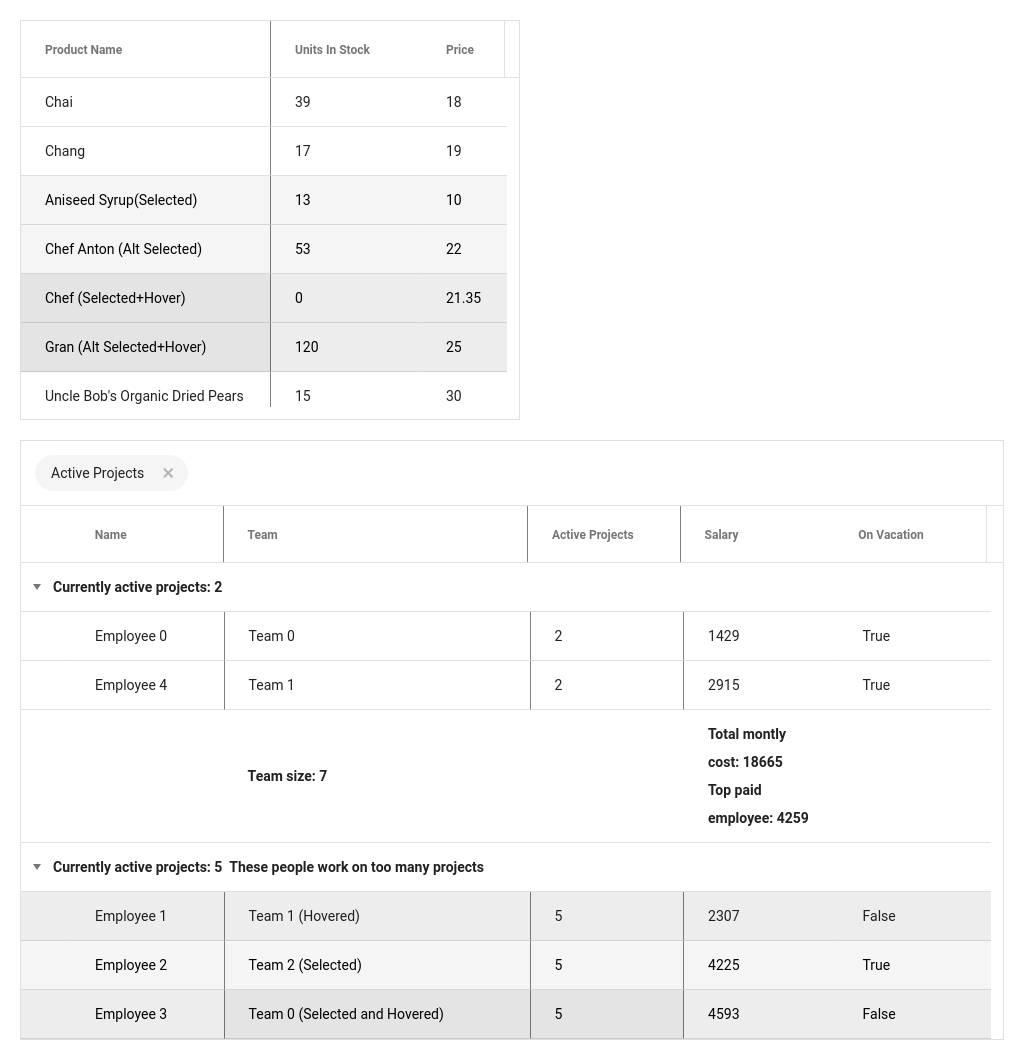 Product Name Units In Stock Price
Chai 39 18
Chang 17 19
Aniseed Syrup(Selected) 13 10
Chef Anton (Alt Selected) 53 22
Chef (Selected+Hover) 0 21.35
Gran (Alt Selected+Hover) 120 25
Uncle Bob's Organic Dried Pears 15 30
Active Projects ✕
Name Team Active Projects Salary On Vacation
Currently active projects: 2
Employee 0 Team 0 2 1429 True
Employee 4 Team 1 2 2915 True
Team size: 7
Total montly
cost: 18665
Top paid
employee: 4259
Currently active projects: 5 These people work on too many projects
Employee 1 Team 1 (Hovered) 5 2307 False
Employee 2 Team 2 (Selected) 5 4225 True
Employee 3 Team 0 (Selected and Hovered) 5 4593 False